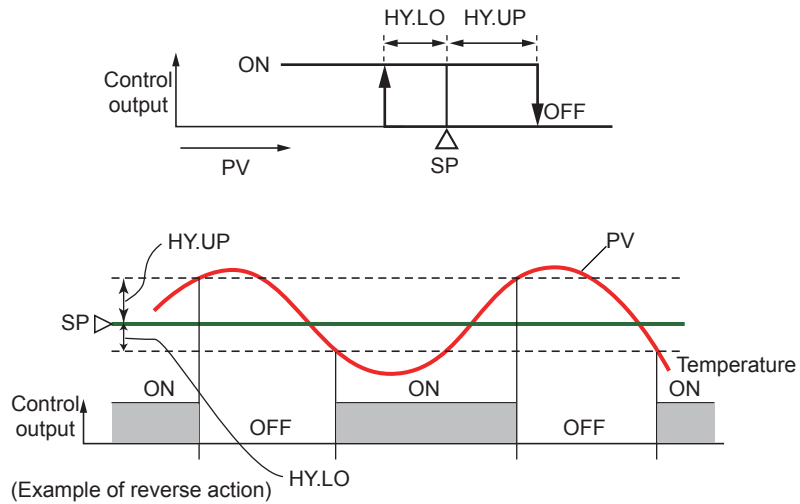 HY.LO HY.UP
ON
Control
output
OFF
PV
SP
HY.UP
PV
SP
Temperature
ON ON ON
Control
output
OFF OFF
HY.LO
(Example of reverse action)